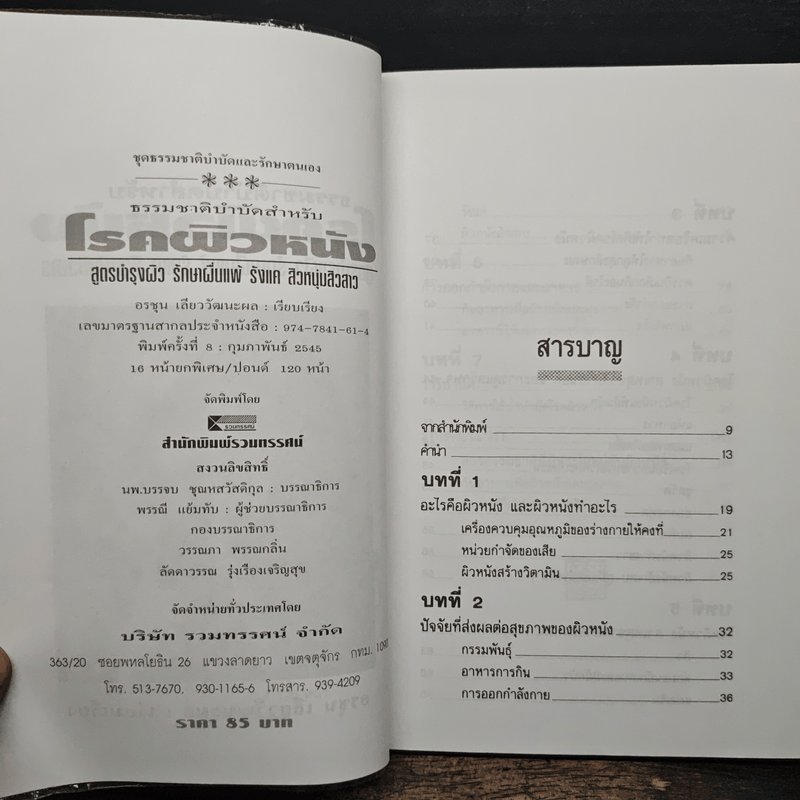 ชุดธรรมชาติบำบัดและรักษาตนเอง
ธรรมชาติบำบัดสำหรับ
โรคผิวหนัง
สูตรบำรุงผิว รักษาผื่นแพ้ รังแค สิวหนุ่มสิวสาว
อรชุน เลียววัฒนะผล : เรียบเรียง
เลขมาตรฐานสากลประจำหนังสือ : 974-7841-61-4
พิมพ์ครั้งที่ 8 : กุมภาพันธ์ 2545
16 หน้ายกพิเศษ/ปอนด์ 120 หน้า
จัดพิมพ์โดย
รวมทรรศน์
สำนักพิมพ์รวมทรรศน์
สงวนลิขสิทธิ์
นพ.บรรจบ ชุณหสวัสดิกุล : บรรณาธิการ
พรรณี แย้มทับ : ผู้ช่วยบรรณาธิการ
กองบรรณาธิการ
วรรณภา พรรณกลิ่น
ลัดดาวรรณ รุ่งเรืองเจริญสุข
จัดจำหน่ายทั่วประเทศโดย
บริษัท รวมทรรศน์ จำกัด
363/20 ซอยพหลโยธิน 26 แขวงลาดยาว เขตจตุจักร กทม.
โทร. 513-7670, 930-1165-6 โทรสาร. 939-4209
ราคา 85 บาท
สารบาญ
จากสำนักพิมพ์ 9
คำนำ 13
บทที่ 1
อะไรคือผิวหนัง และผิวหนังทำอะไร 19
เครื่องควบคุมอุณหภูมิของร่างกายให้คงที่ 21
หน่วยกำจัดของเสีย 25
ผิวหนังสร้างวิตามิน 25
บทที่ 2
ปัจจัยที่ส่งผลต่อสุขภาพของผิวหนัง 32
กรรมพันธุ์ 32
อาหารการกิน 33
การออกกำลังกาย 36